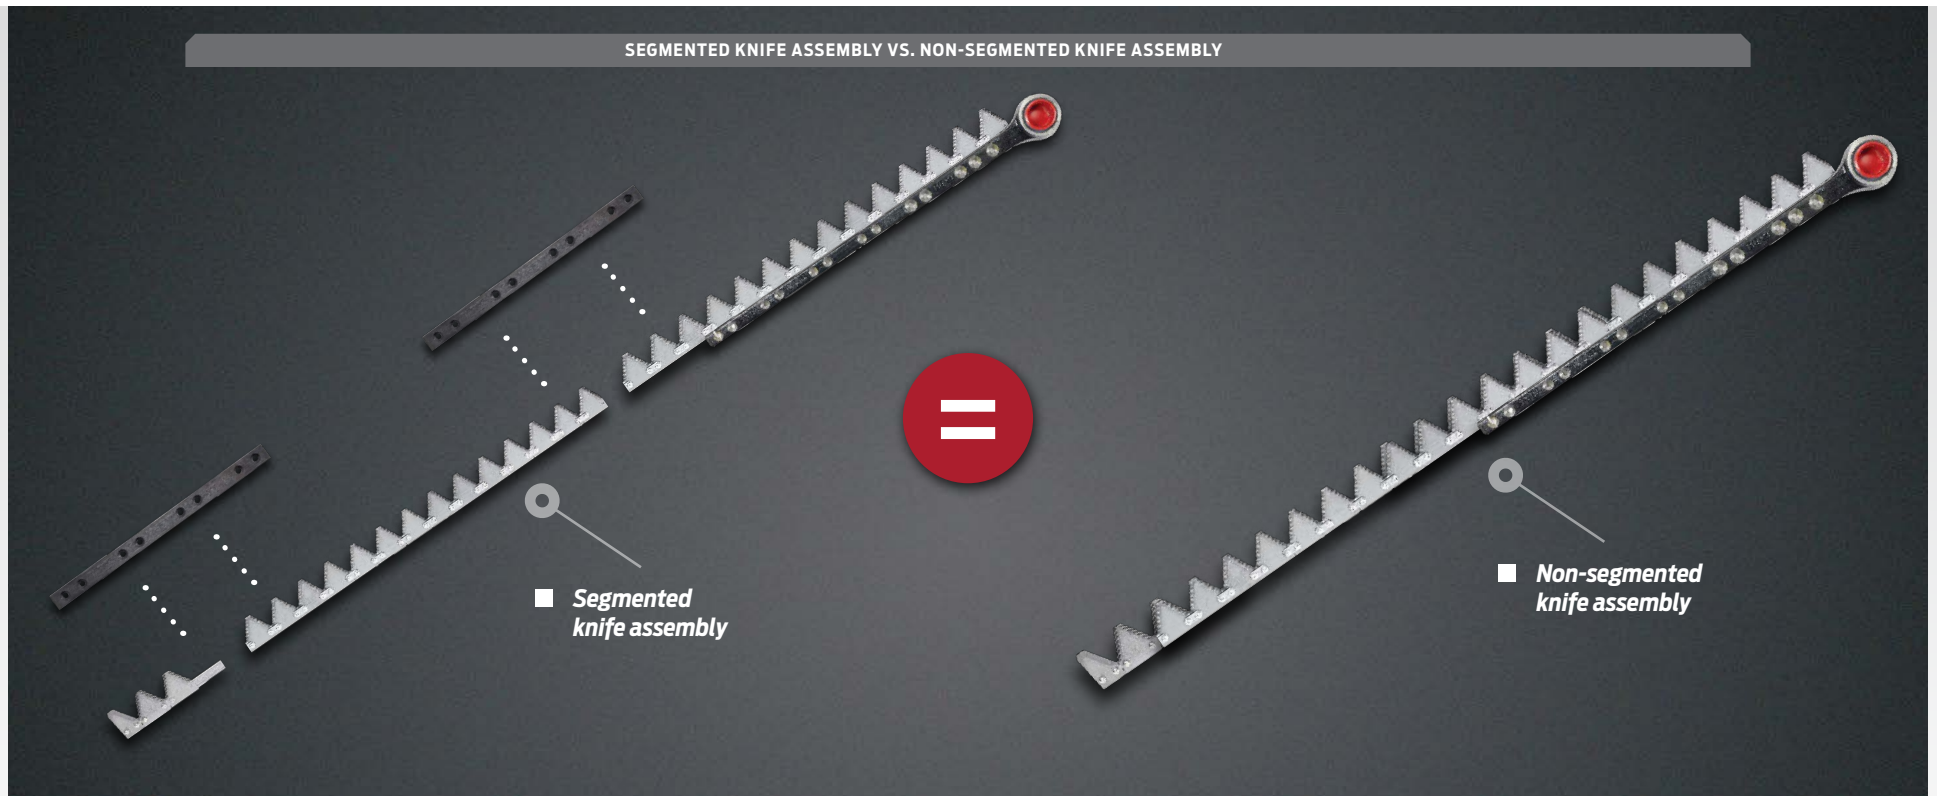 SEGMENTED KNIFE ASSEMBLY VS. NON-SEGMENTED KNIFE ASSEMBLY
Segmented
knife assembly
Non-segmented
knife assembly